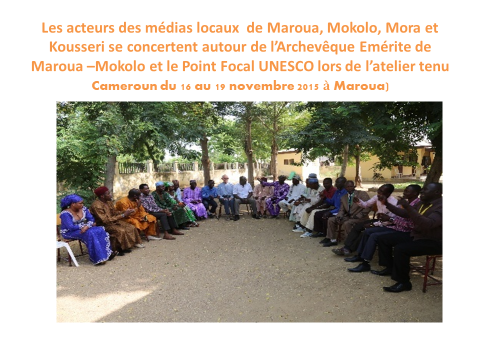 Les acteurs des médias locaux  de Maroua, Mokolo, Mora et
Kousseri se concertent autour de l’Archevêque Emérite de
Maroua –Mokolo et le Point Focal UNESCO lors de l’atelier tenu
Cameroun du 16 au 19 novembre 2015 à Maroua)